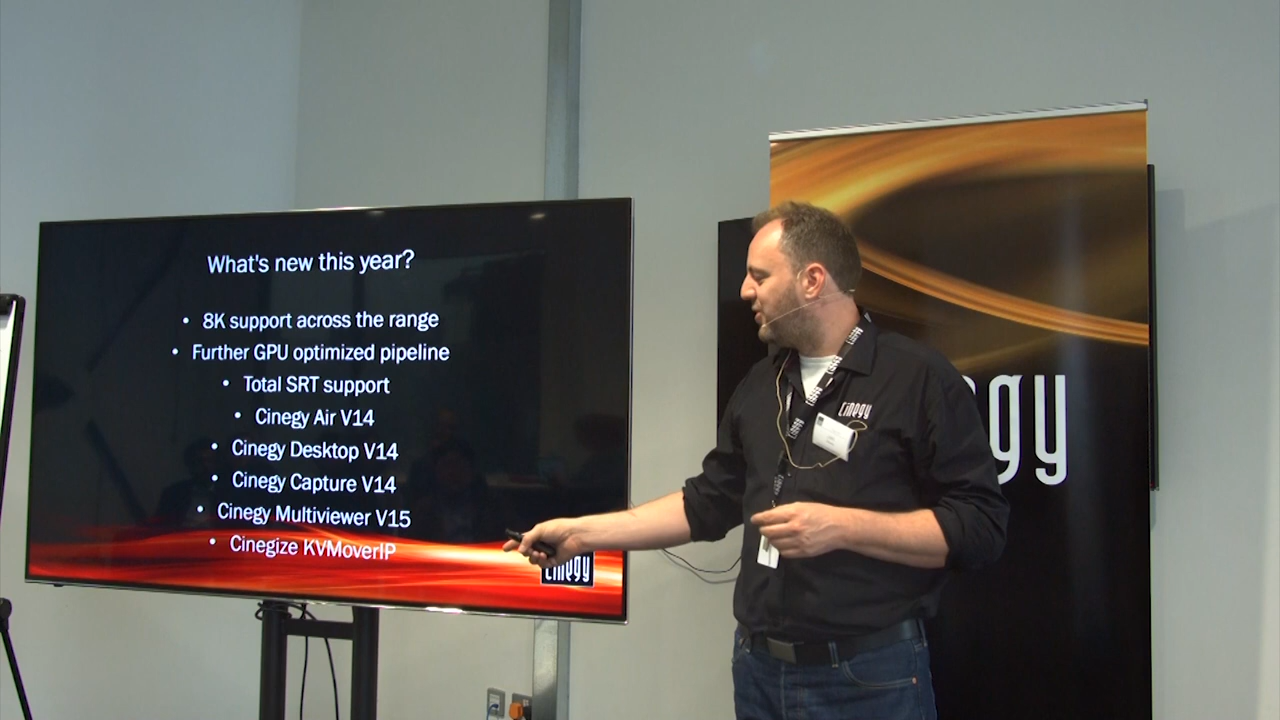 What's new this year?
• 8K support across the range
• Further GPU optimized pipeline
• Total SRT support
• Cinegy Air V14
• Cinegy Desktop V14
• Cinegy Capture V14
• Cinegy Multiviewer V15
• Cinegize KVMoverIP
cinegy
cinegy
egy